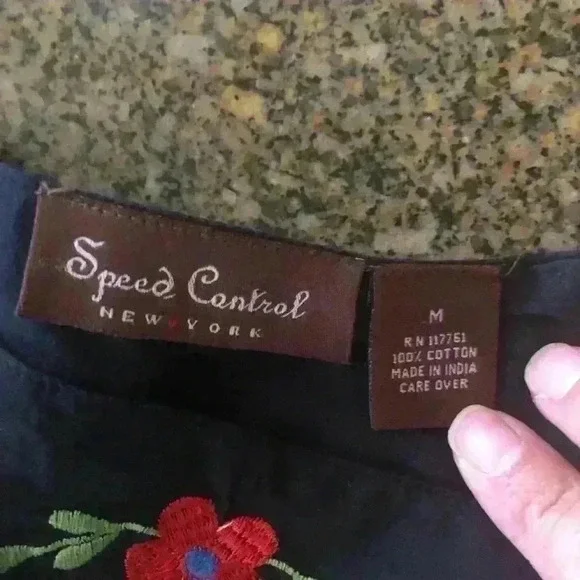 Speed Control
NEW YORK
M
RN 117761
100% COTTON
MADE IN INDIA
CARE OVER